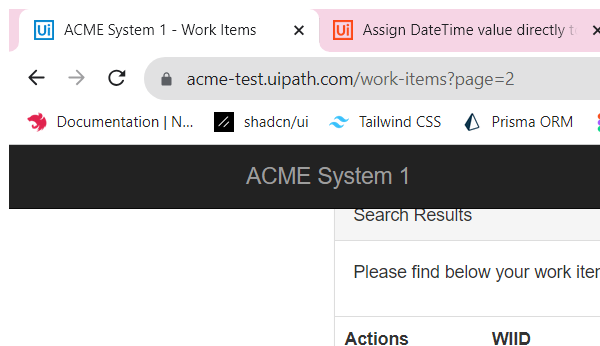 Ui ACME System 1 - Work Items Ui Assign DateTime value directly
acme-test.uipath.com/work-items?page=2
Documentation | N... shadcn/ui Tailwind CSS Prisma ORM
ACME System 1
Search Results
Please find below your work
Actions WIID